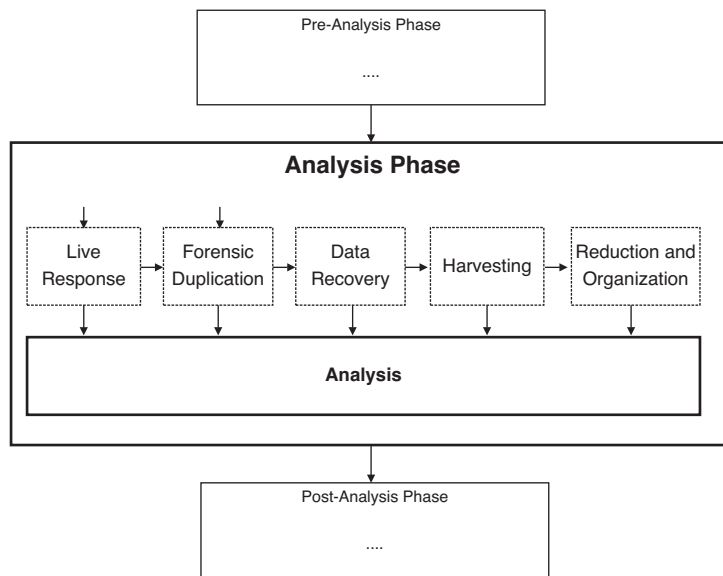 Pre-Analysis Phase
....
Analysis Phase
Live
Response
Forensic
Duplication
Data
Recovery
Harvesting
Reduction and
Organization
Analysis
Post-Analysis Phase
....